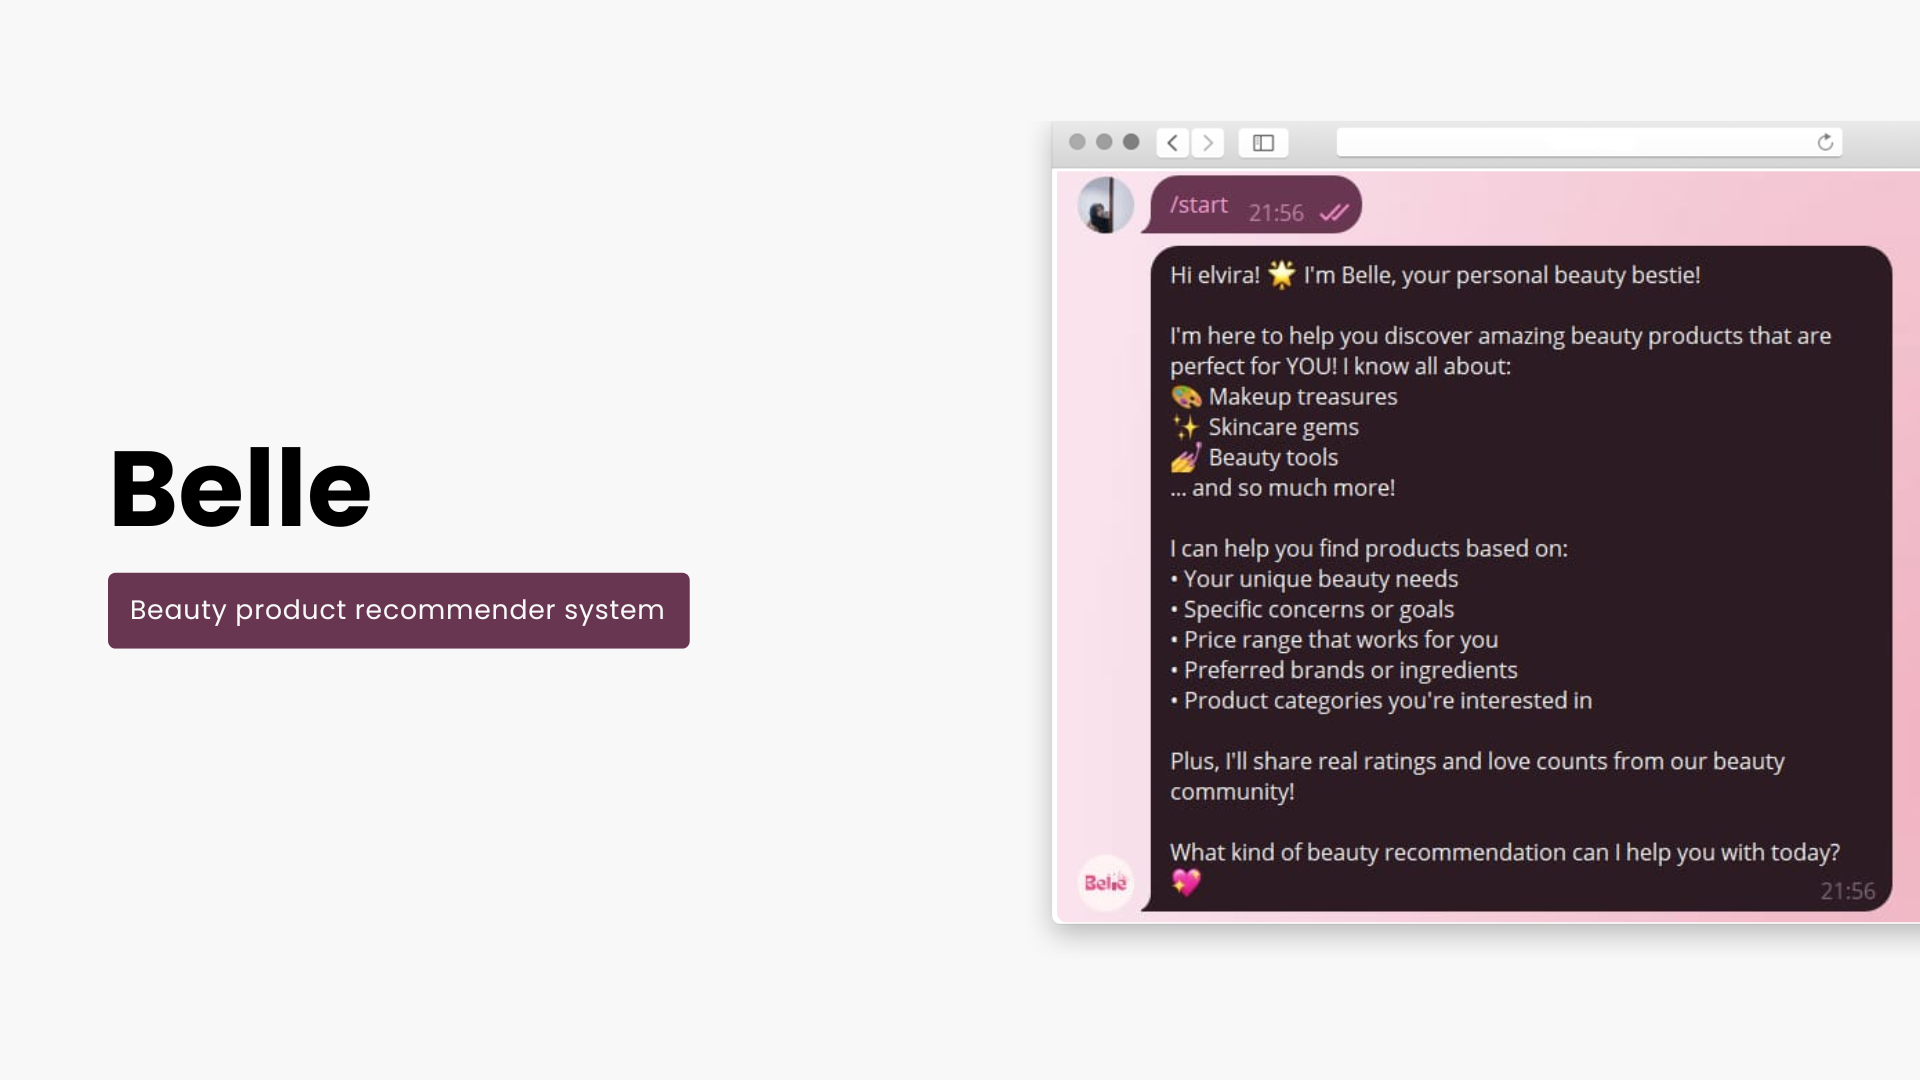 Belle
Beauty product recommender system
/start 21:56
Hi elvira! 🌟 I'm Belle, your personal beauty bestie!
I'm here to help you discover amazing beauty products that are
perfect for YOU! I know all about:
🎨 Makeup treasures
✨ Skincare gems
💅 Beauty tools
... and so much more!
I can help you find products based on:
• Your unique beauty needs
• Specific concerns or goals
• Price range that works for you
• Preferred brands or ingredients
• Product categories you're interested in
Plus, I'll share real ratings and love counts from our beauty
community!
What kind of beauty recommendation can I help you with today?
💖
21:56
Belle